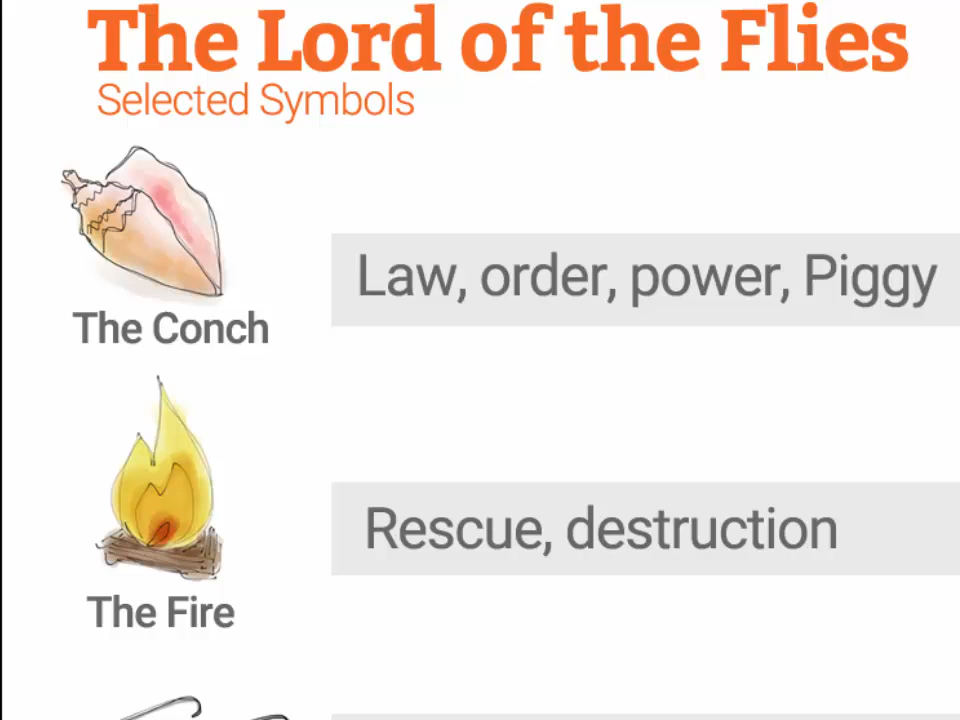 The Lord of the Flies
Selected Symbols
Law, order, power, Piggy
The Conch
Rescue, destruction
The Fire